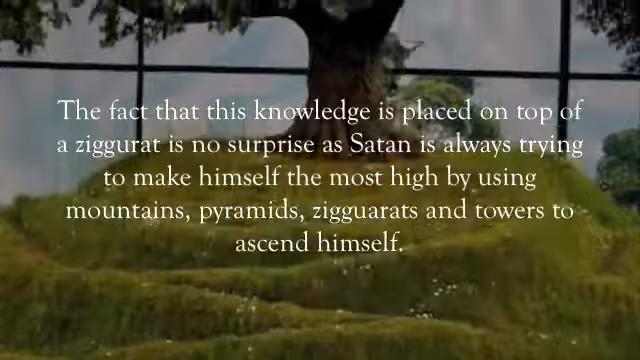 The fact that this knowledge is placed on top of
a ziggurat is no surprise as Satan is always trying
to make himself the most high by using
mountains, pyramids, zigguarats and towers to
ascend himself.